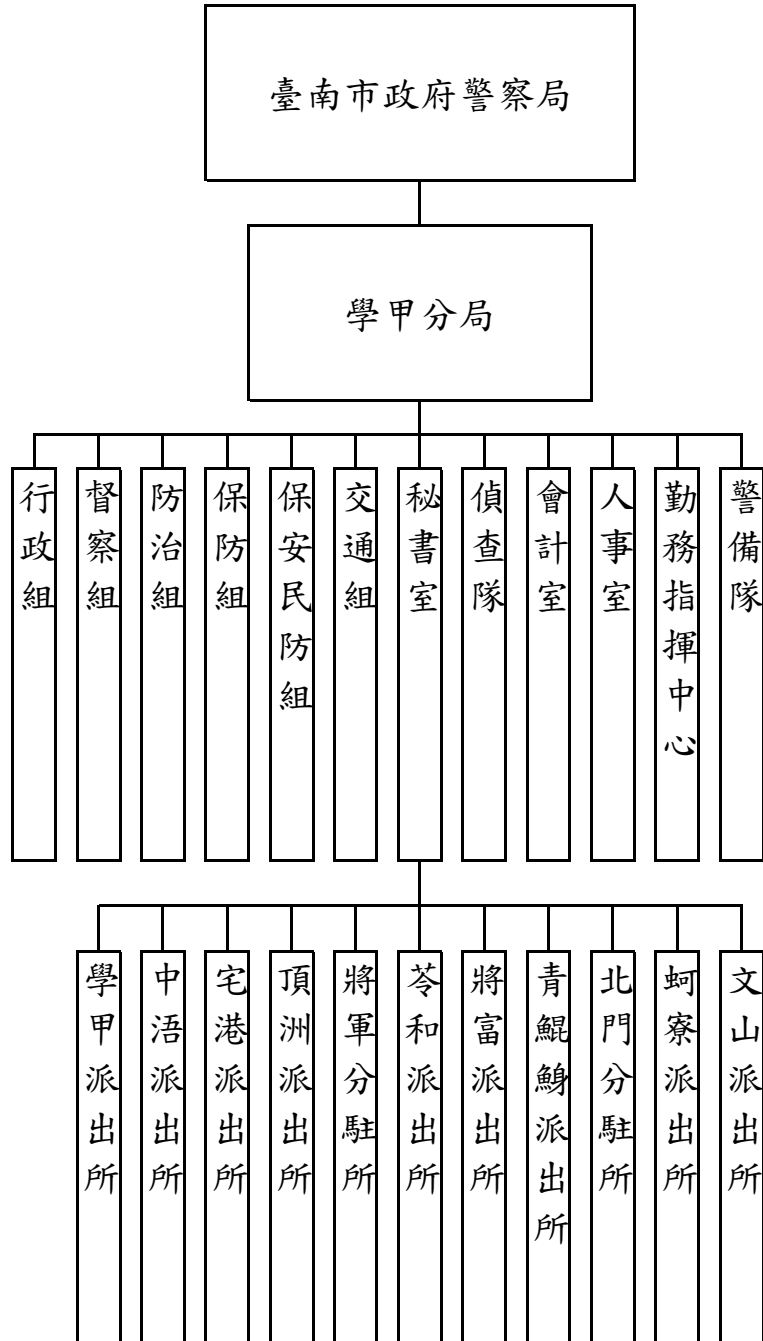 臺南市政府警察局
學甲分局
行政組
督察組
防治組
保防組
保安民防組
交通組
秘書室
偵查隊
會計室
人事室
勤務指揮中心
警備隊
學甲派出所
中洦派出所
宅港派出所
頂洲派出所
將軍分駐所
苓和派出所
將富派出所
青鯤鯓派出所
北門分駐所
蚵寮派出所
文山派出所